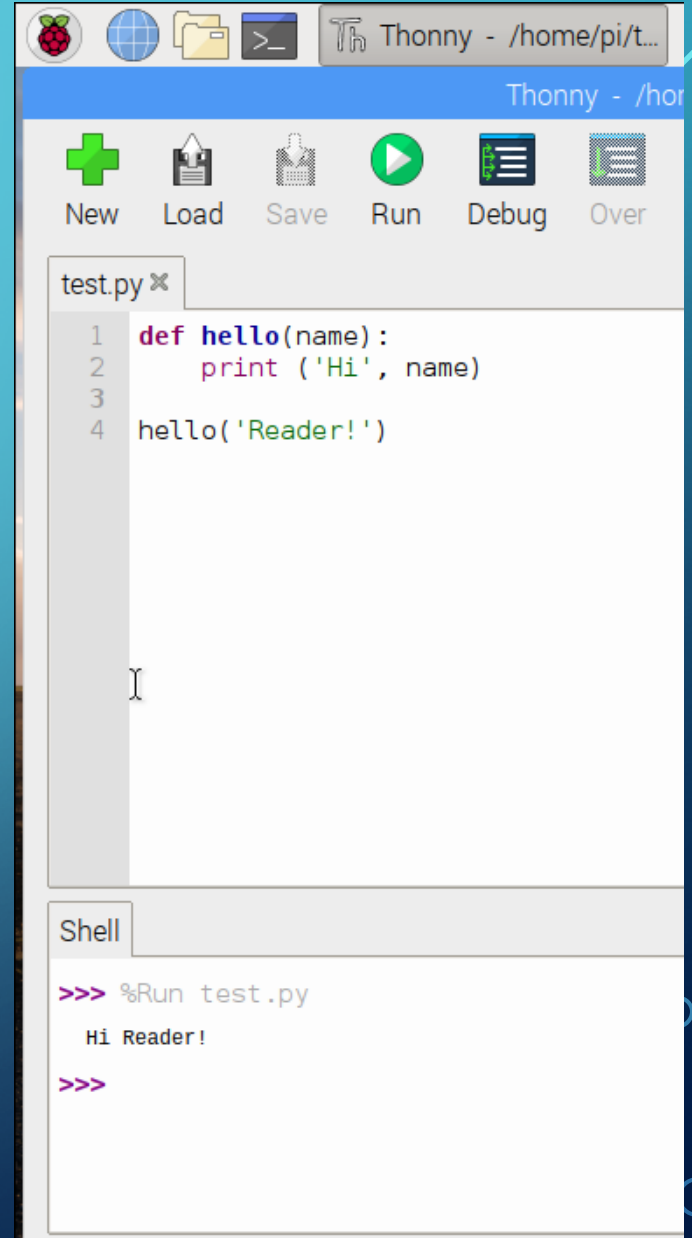 Thonny - /home/pi/t...
Thonny - /hor
New Load Save Run Debug Over
test.py
1 def hello(name):
2     print ('Hi', name)
3
4 hello('Reader!')
Shell
>>> %Run test.py
Hi Reader!
>>>